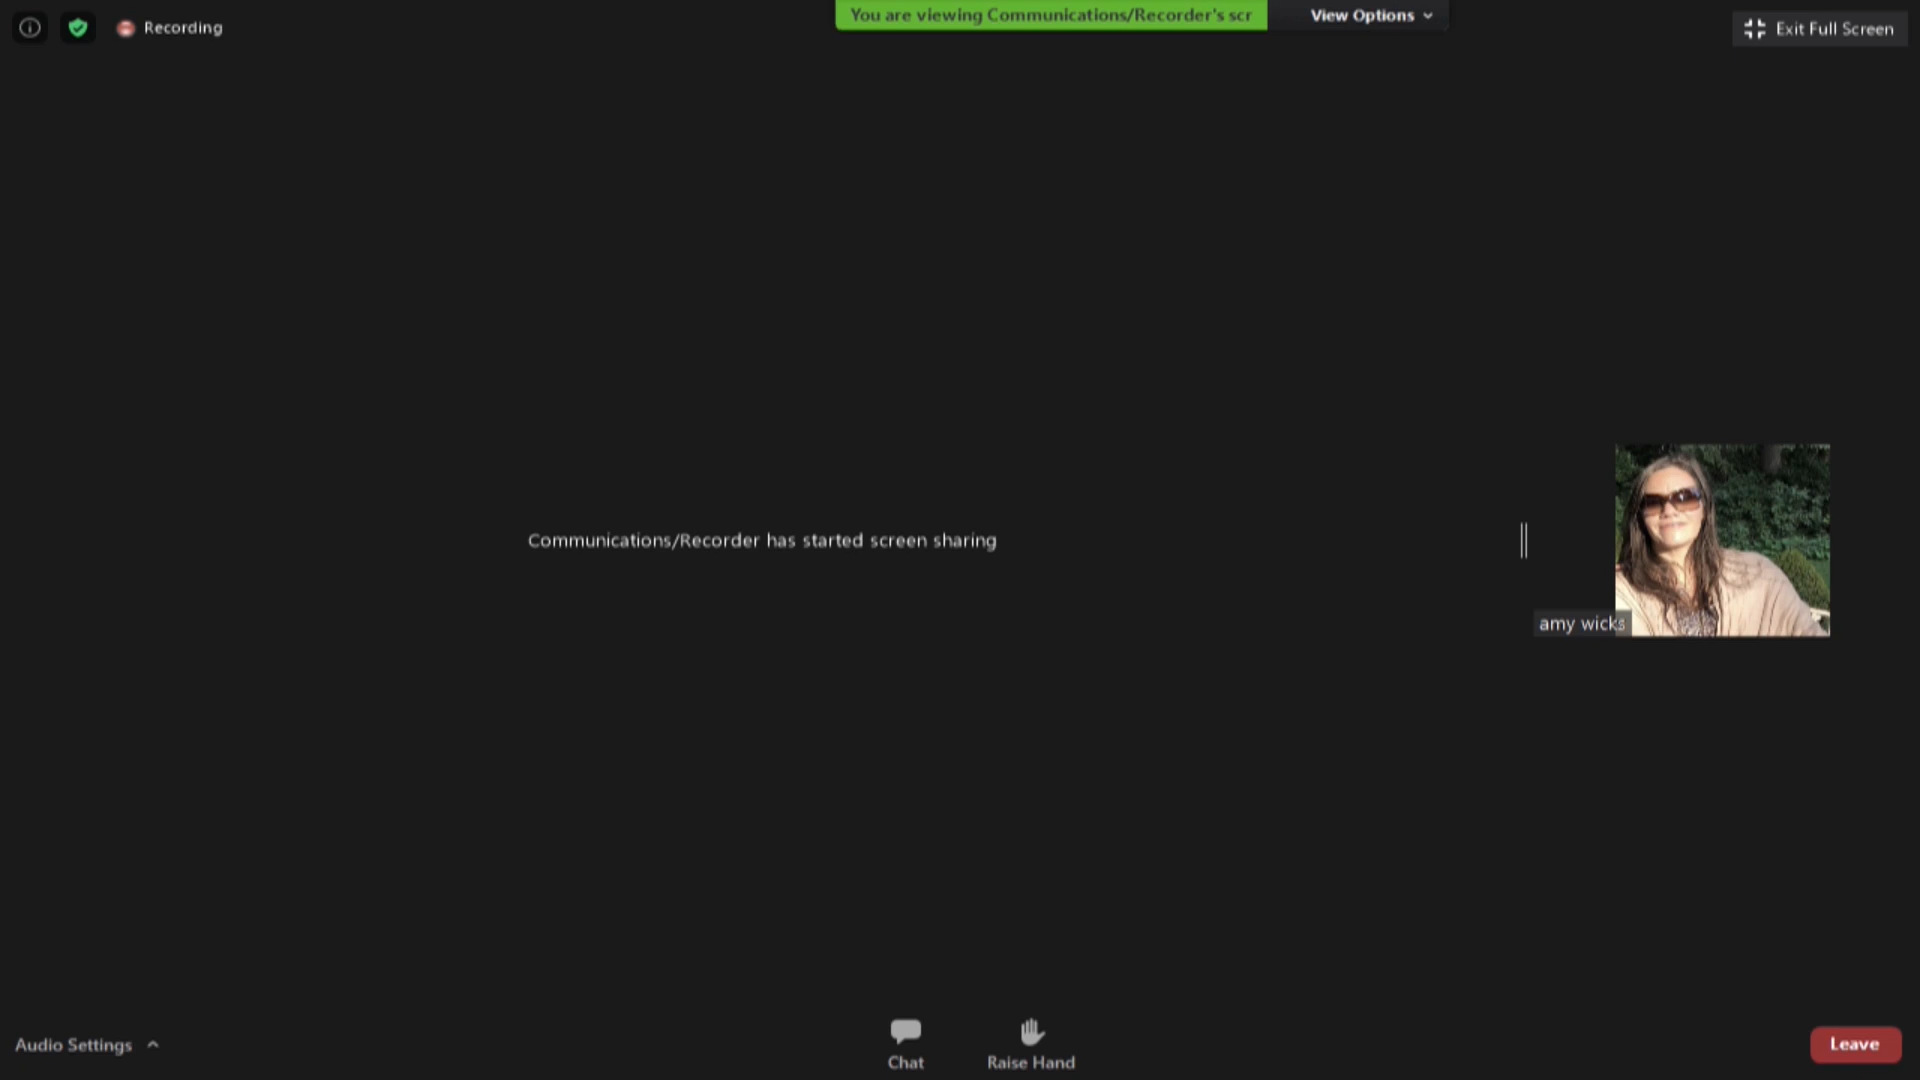 Recording
You are viewing Communications/Recorder's scr
View Options
Exit Full Screen
Communications/Recorder has started screen sharing
amy wicks
Audio Settings
Chat
Raise Hand
Leave